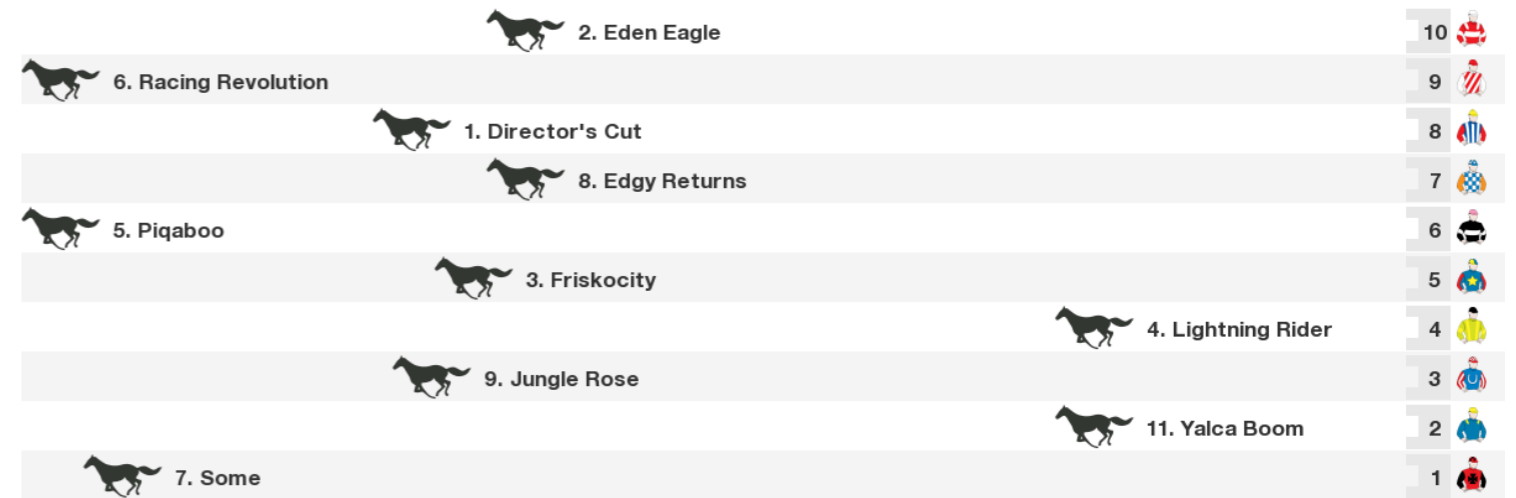 2. Eden Eagle 10
6. Racing Revolution 9
1. Director's Cut 8
8. Edgy Returns 7
5. Piqaboo 6
3. Friskocity 5
4. Lightning Rider 4
9. Jungle Rose 3
11. Yalca Boom 2
7. Some 1